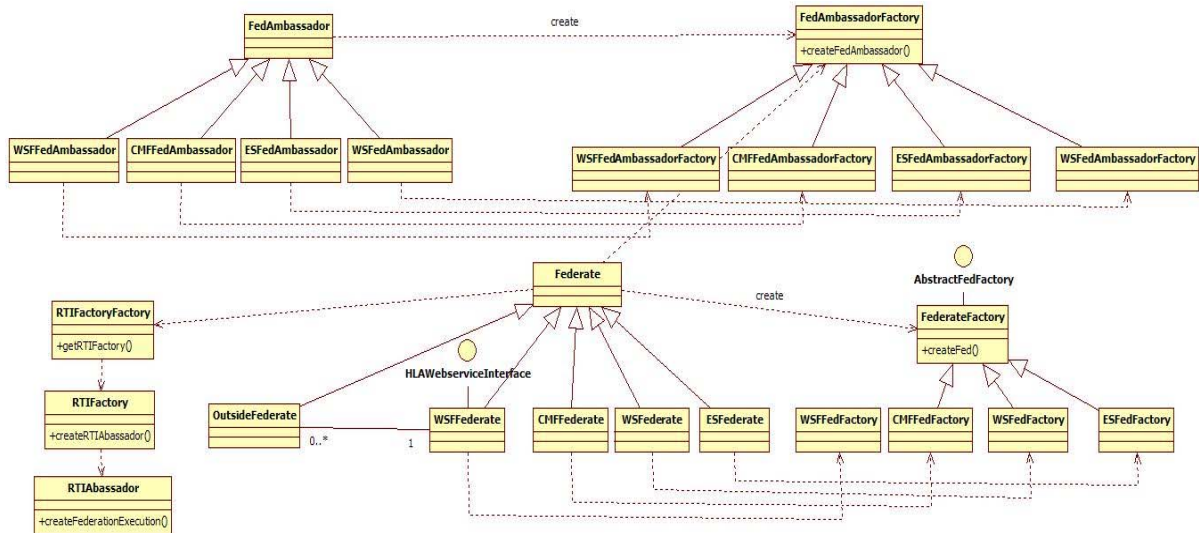 FedAmbassador
create
FedAmbassadorFactory
+createFedAmbassador()
WSFFedAmbassador
CMFFedAmbassador
ESFedAmbassador
WSFedAmbassador
WSFFedAmbassadorFactory
CMFFedAmbassadorFactory
ESFedAmbassadorFactory
WSFedAmbassadorFactory
Federate
AbstractFedFactory
RTIFactoryFactory
+getRTIFactory()
create
FederateFactory
+createFed()
HLAWebserviceInterface
RTIFactory
+createRTIAbassador()
OutsideFederate
0..*
1
WSFFederate
CMFFederate
WSFederate
ESFederate
WSFFedFactory
CMFFedFactory
WSFedFactory
ESFedFactory
RTIAbassador
+createFederationExecution()